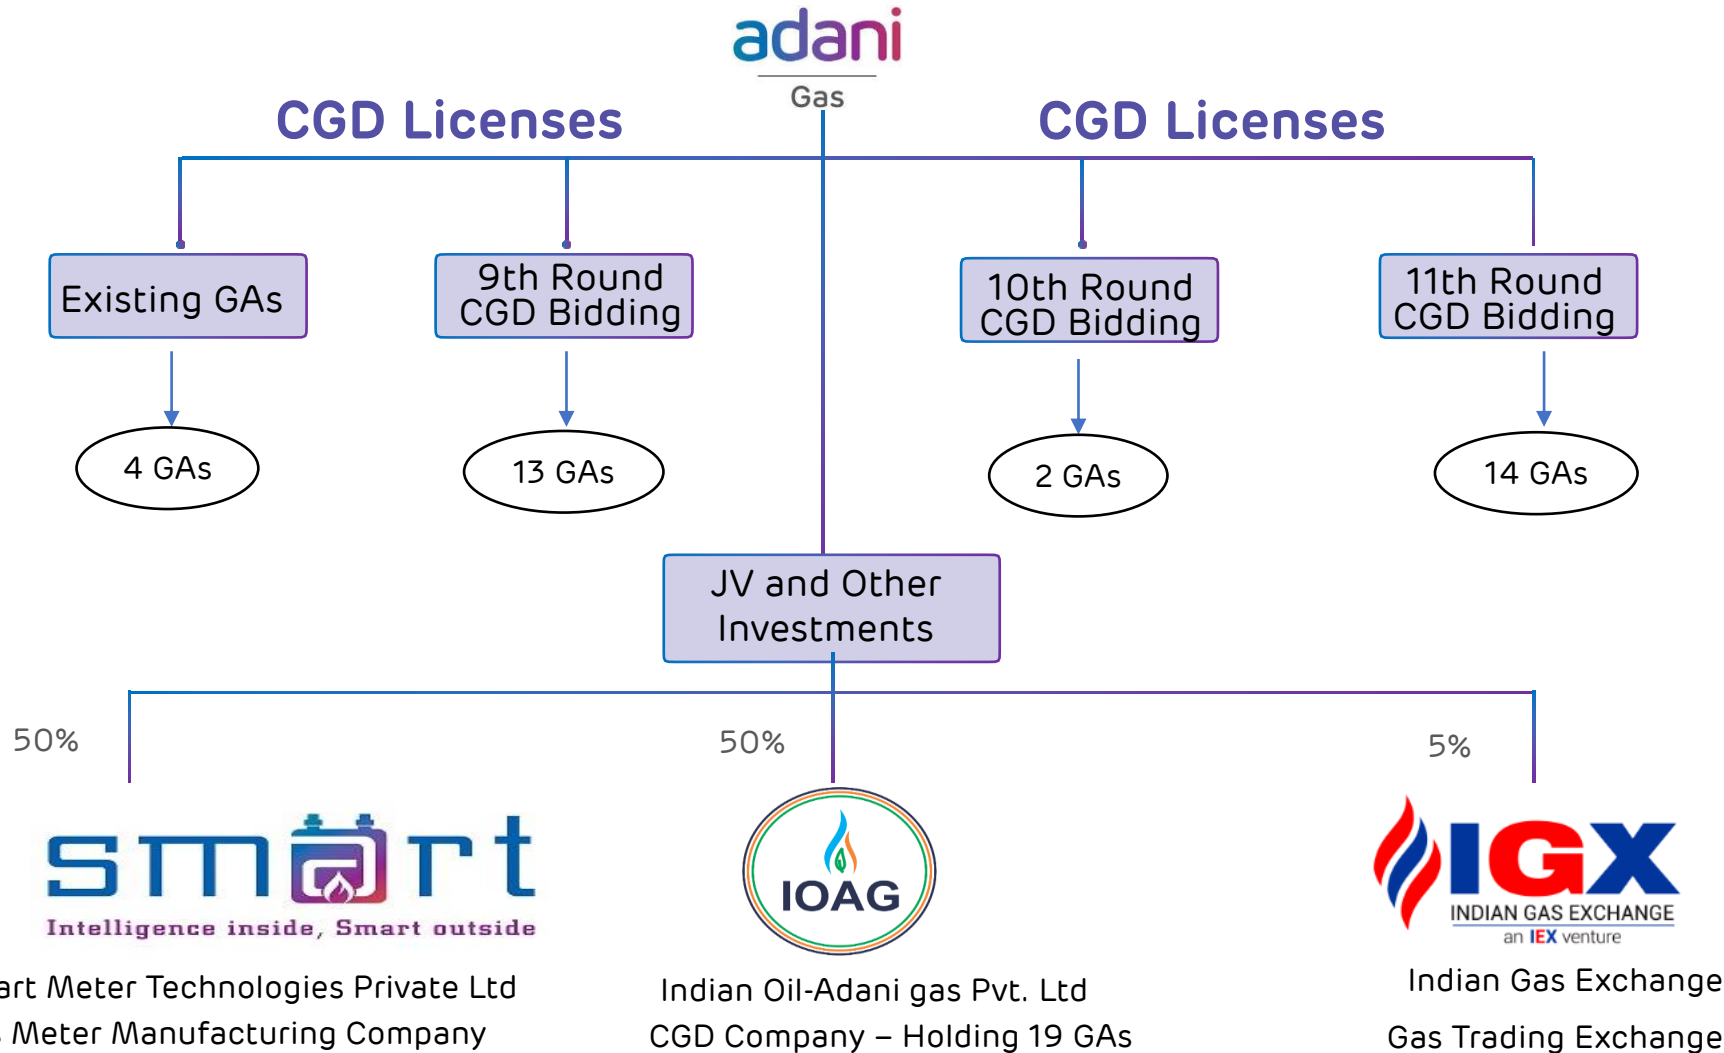 adani
Gas
CGD Licenses
CGD Licenses
Existing GAs
9th Round
CGD Bidding
10th Round
CGD Bidding
11th Round
CGD Bidding
4 GAs
13 GAs
2 GAs
14 GAs
JV and Other
Investments
50%
50%
5%
smart
Intelligence inside, Smart outside
IOAG
IGX
INDIAN GAS EXCHANGE
an IEX venture
art Meter Technologies Private Ltd
Meter Manufacturing Company
Indian Oil-Adani gas Pvt. Ltd
CGD Company – Holding 19 GAs
Indian Gas Exchange
Gas Trading Exchange